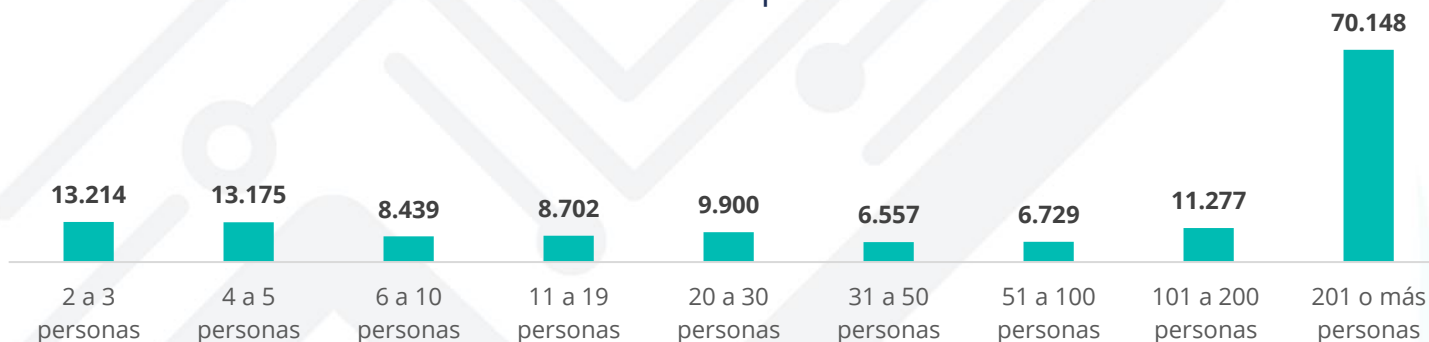 70.148
13.214 13.175 8.439 8.702 9.900 6.557 6.729 11.277
2 a 3 4 a 5 6 a 10 11 a 19 20 a 30 31 a 50 51 a 100 101 a 200 201 o más
personas personas personas personas personas personas personas personas personas